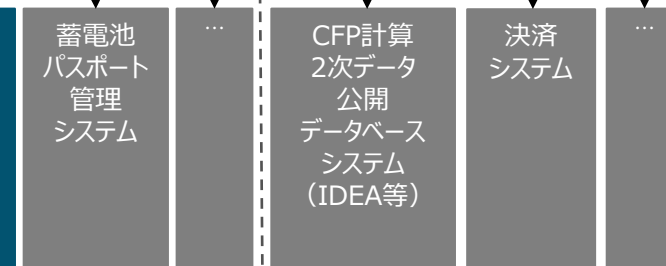 蓄電池
パスポート
管理
システム
…
CFP計算
2次データ
公開
データベース
システム
（IDEA等）
決済
システム
…